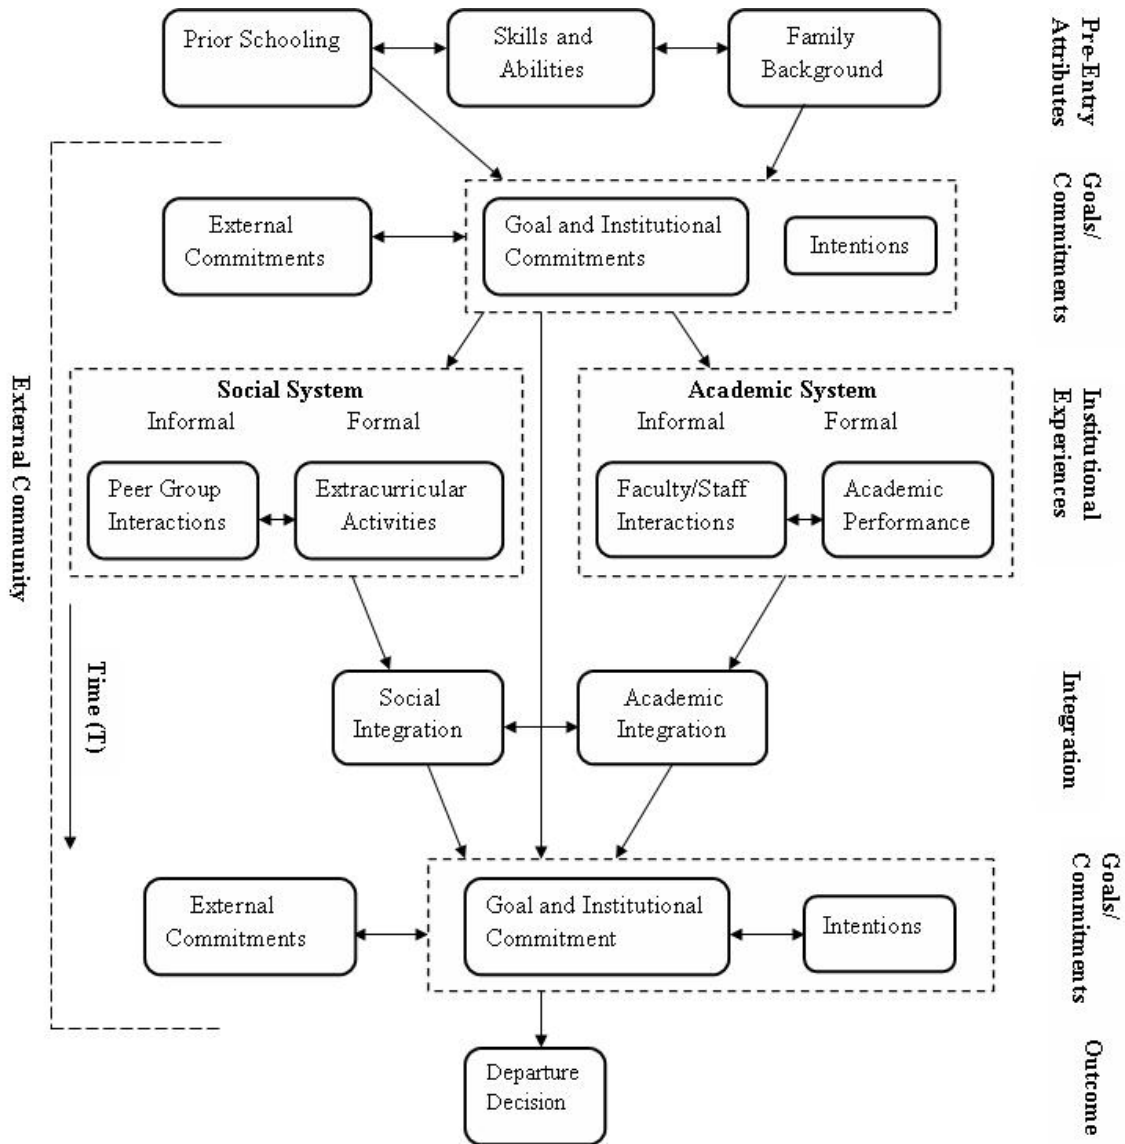 Prior Schooling
Skills and
Abilities
Family
Background
Pre-Entry
Attributes
External
Commitments
Goal and Institutional
Commitments
Intentions
Goals/
Commitments
External Community
Social System
Informal Formal
Peer Group
Interactions
Extracurricular
Activities
Academic System
Informal Formal
Faculty/Staff
Interactions
Academic
Performance
Institutional
Experiences
Time (T)
Social
Integration
Academic
Integration
Integration
External
Commitments
Goal and Institutional
Commitment
Intentions
Goals/
Commitments
Departure
Decision
Outcome